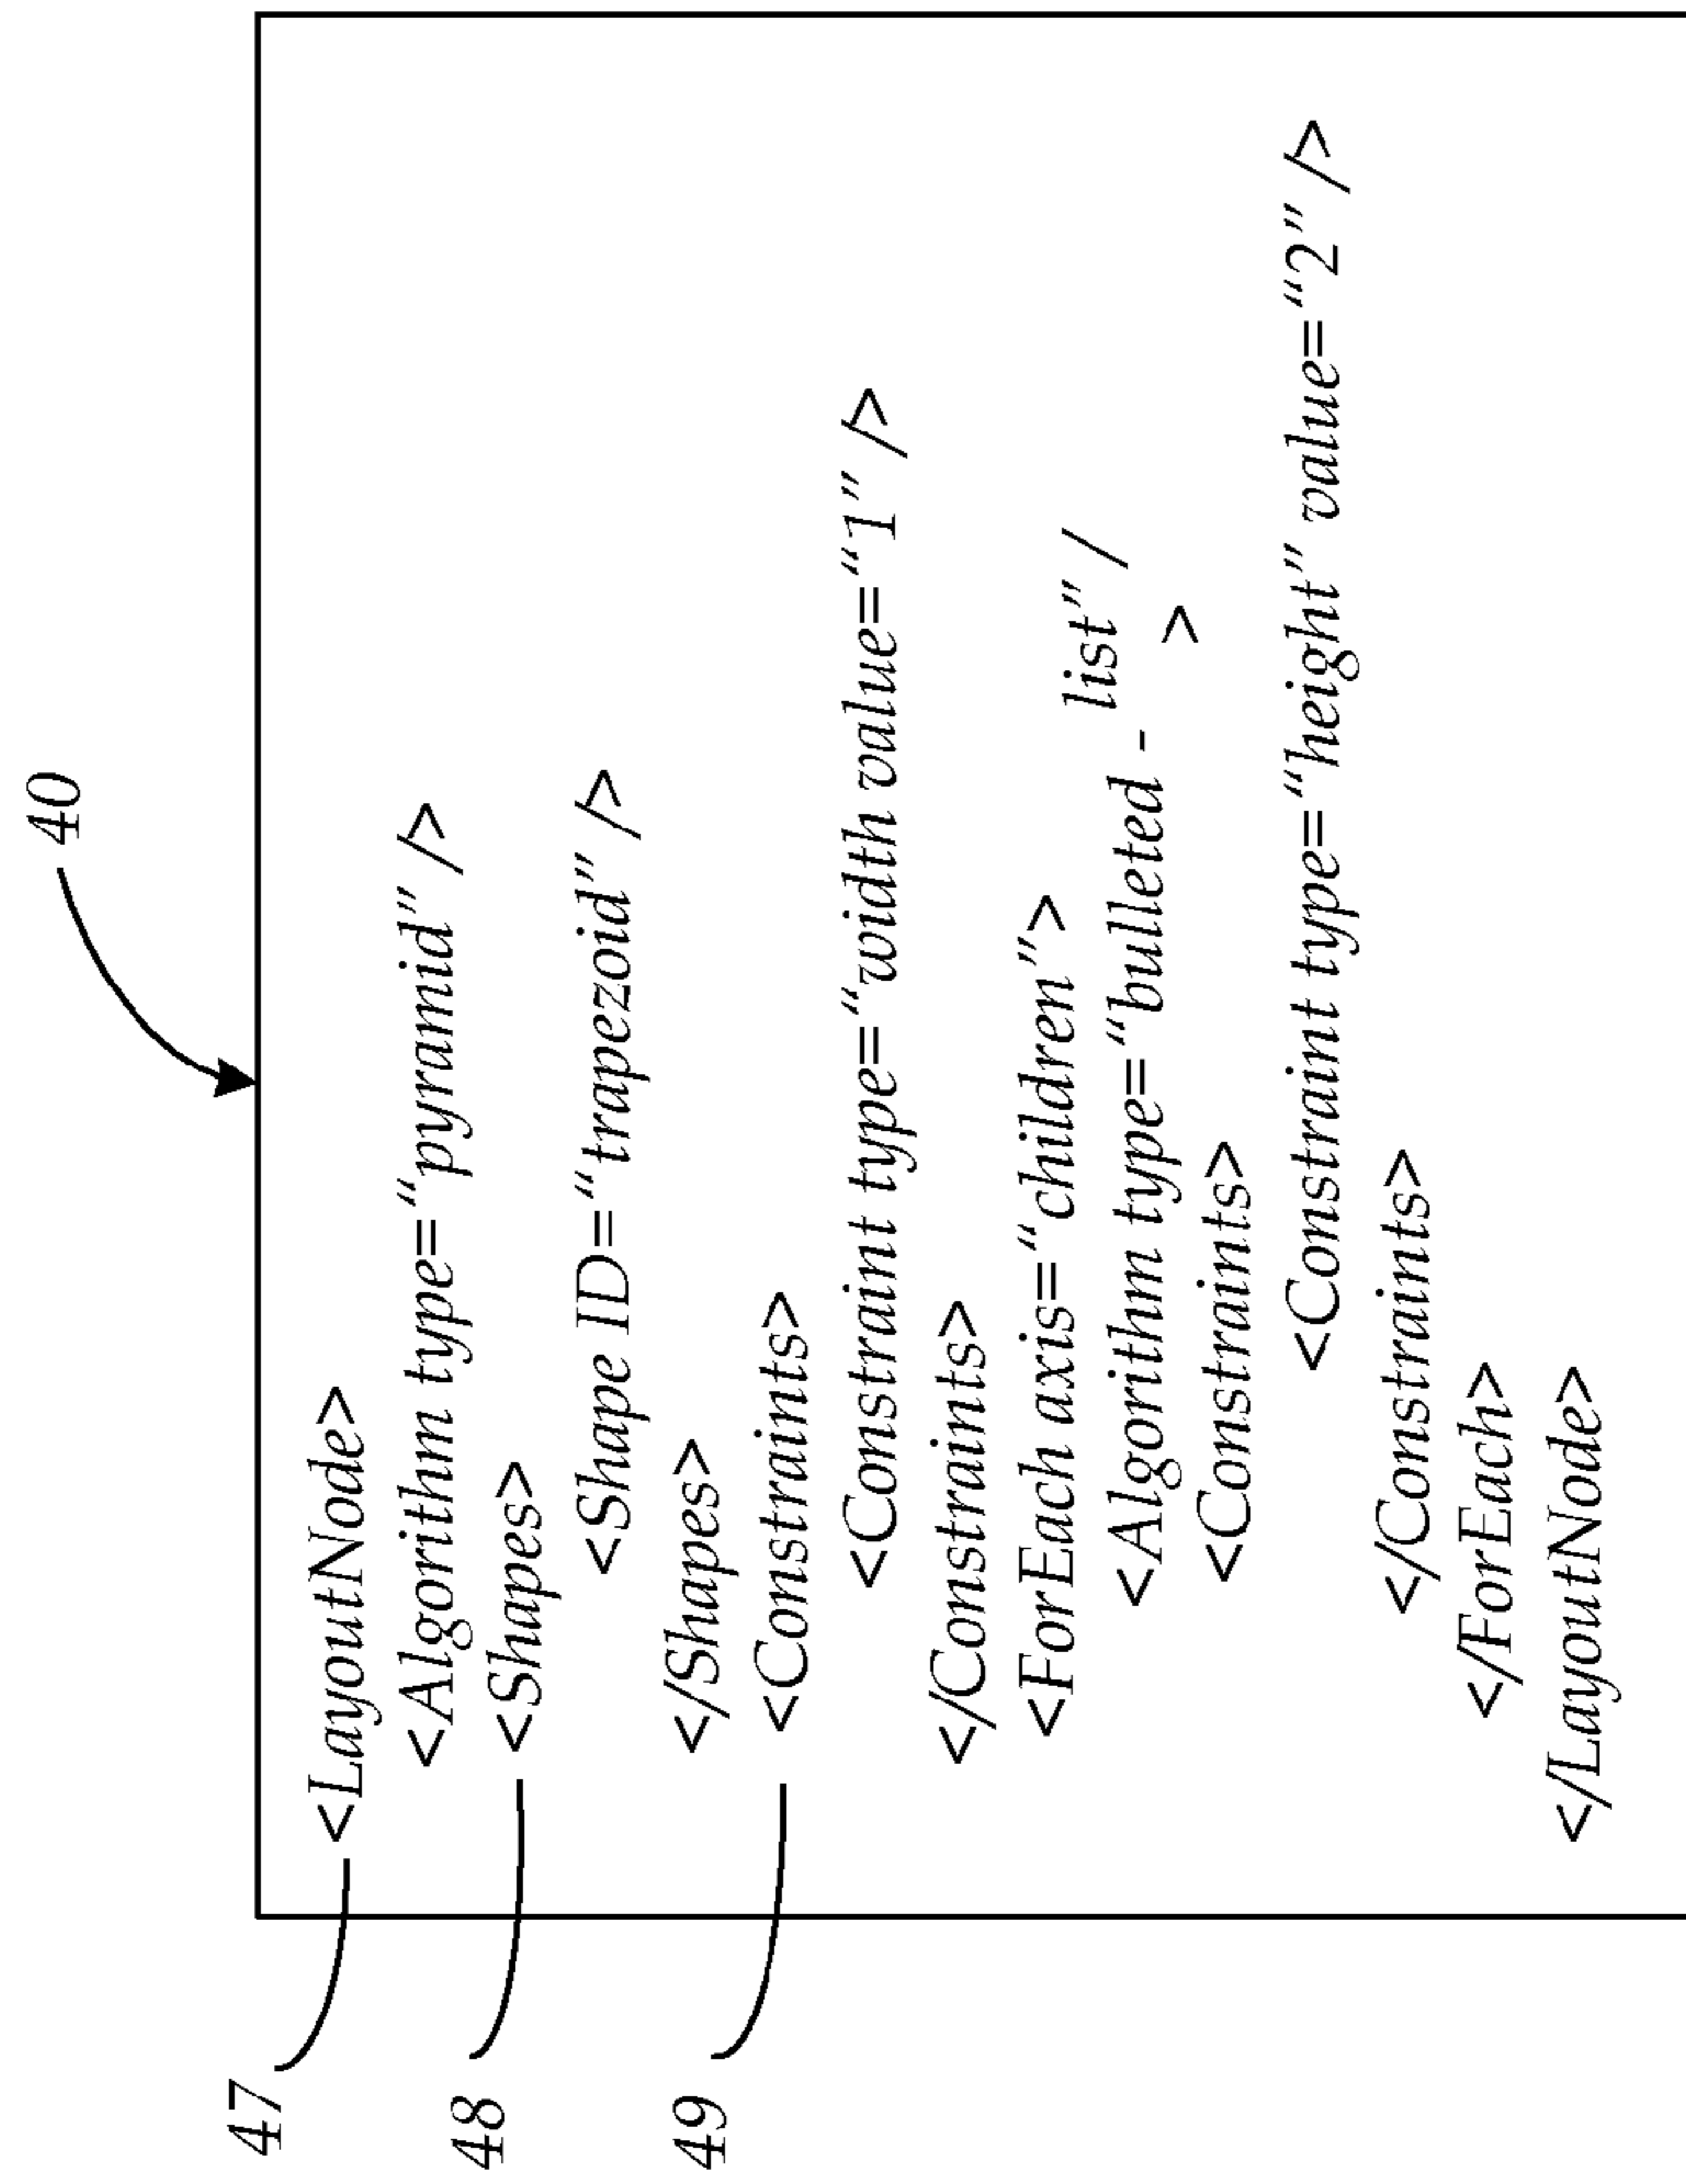 40
47
<LayoutNode>
<Algorithm type=“pyramid” />
48
<Shapes>
<Shape ID=“trapezoid” />
</Shapes>
49
<Constraints>
<Constraint type=“width value=“1” />
</Constraints>
<ForEach axis=“children”>
<Algorithm type=“bulleted - list” /
>
<Constraints>
<Constraint type=“height” value=“2” />
</Constraints>
</ForEach>
</LayoutNode>